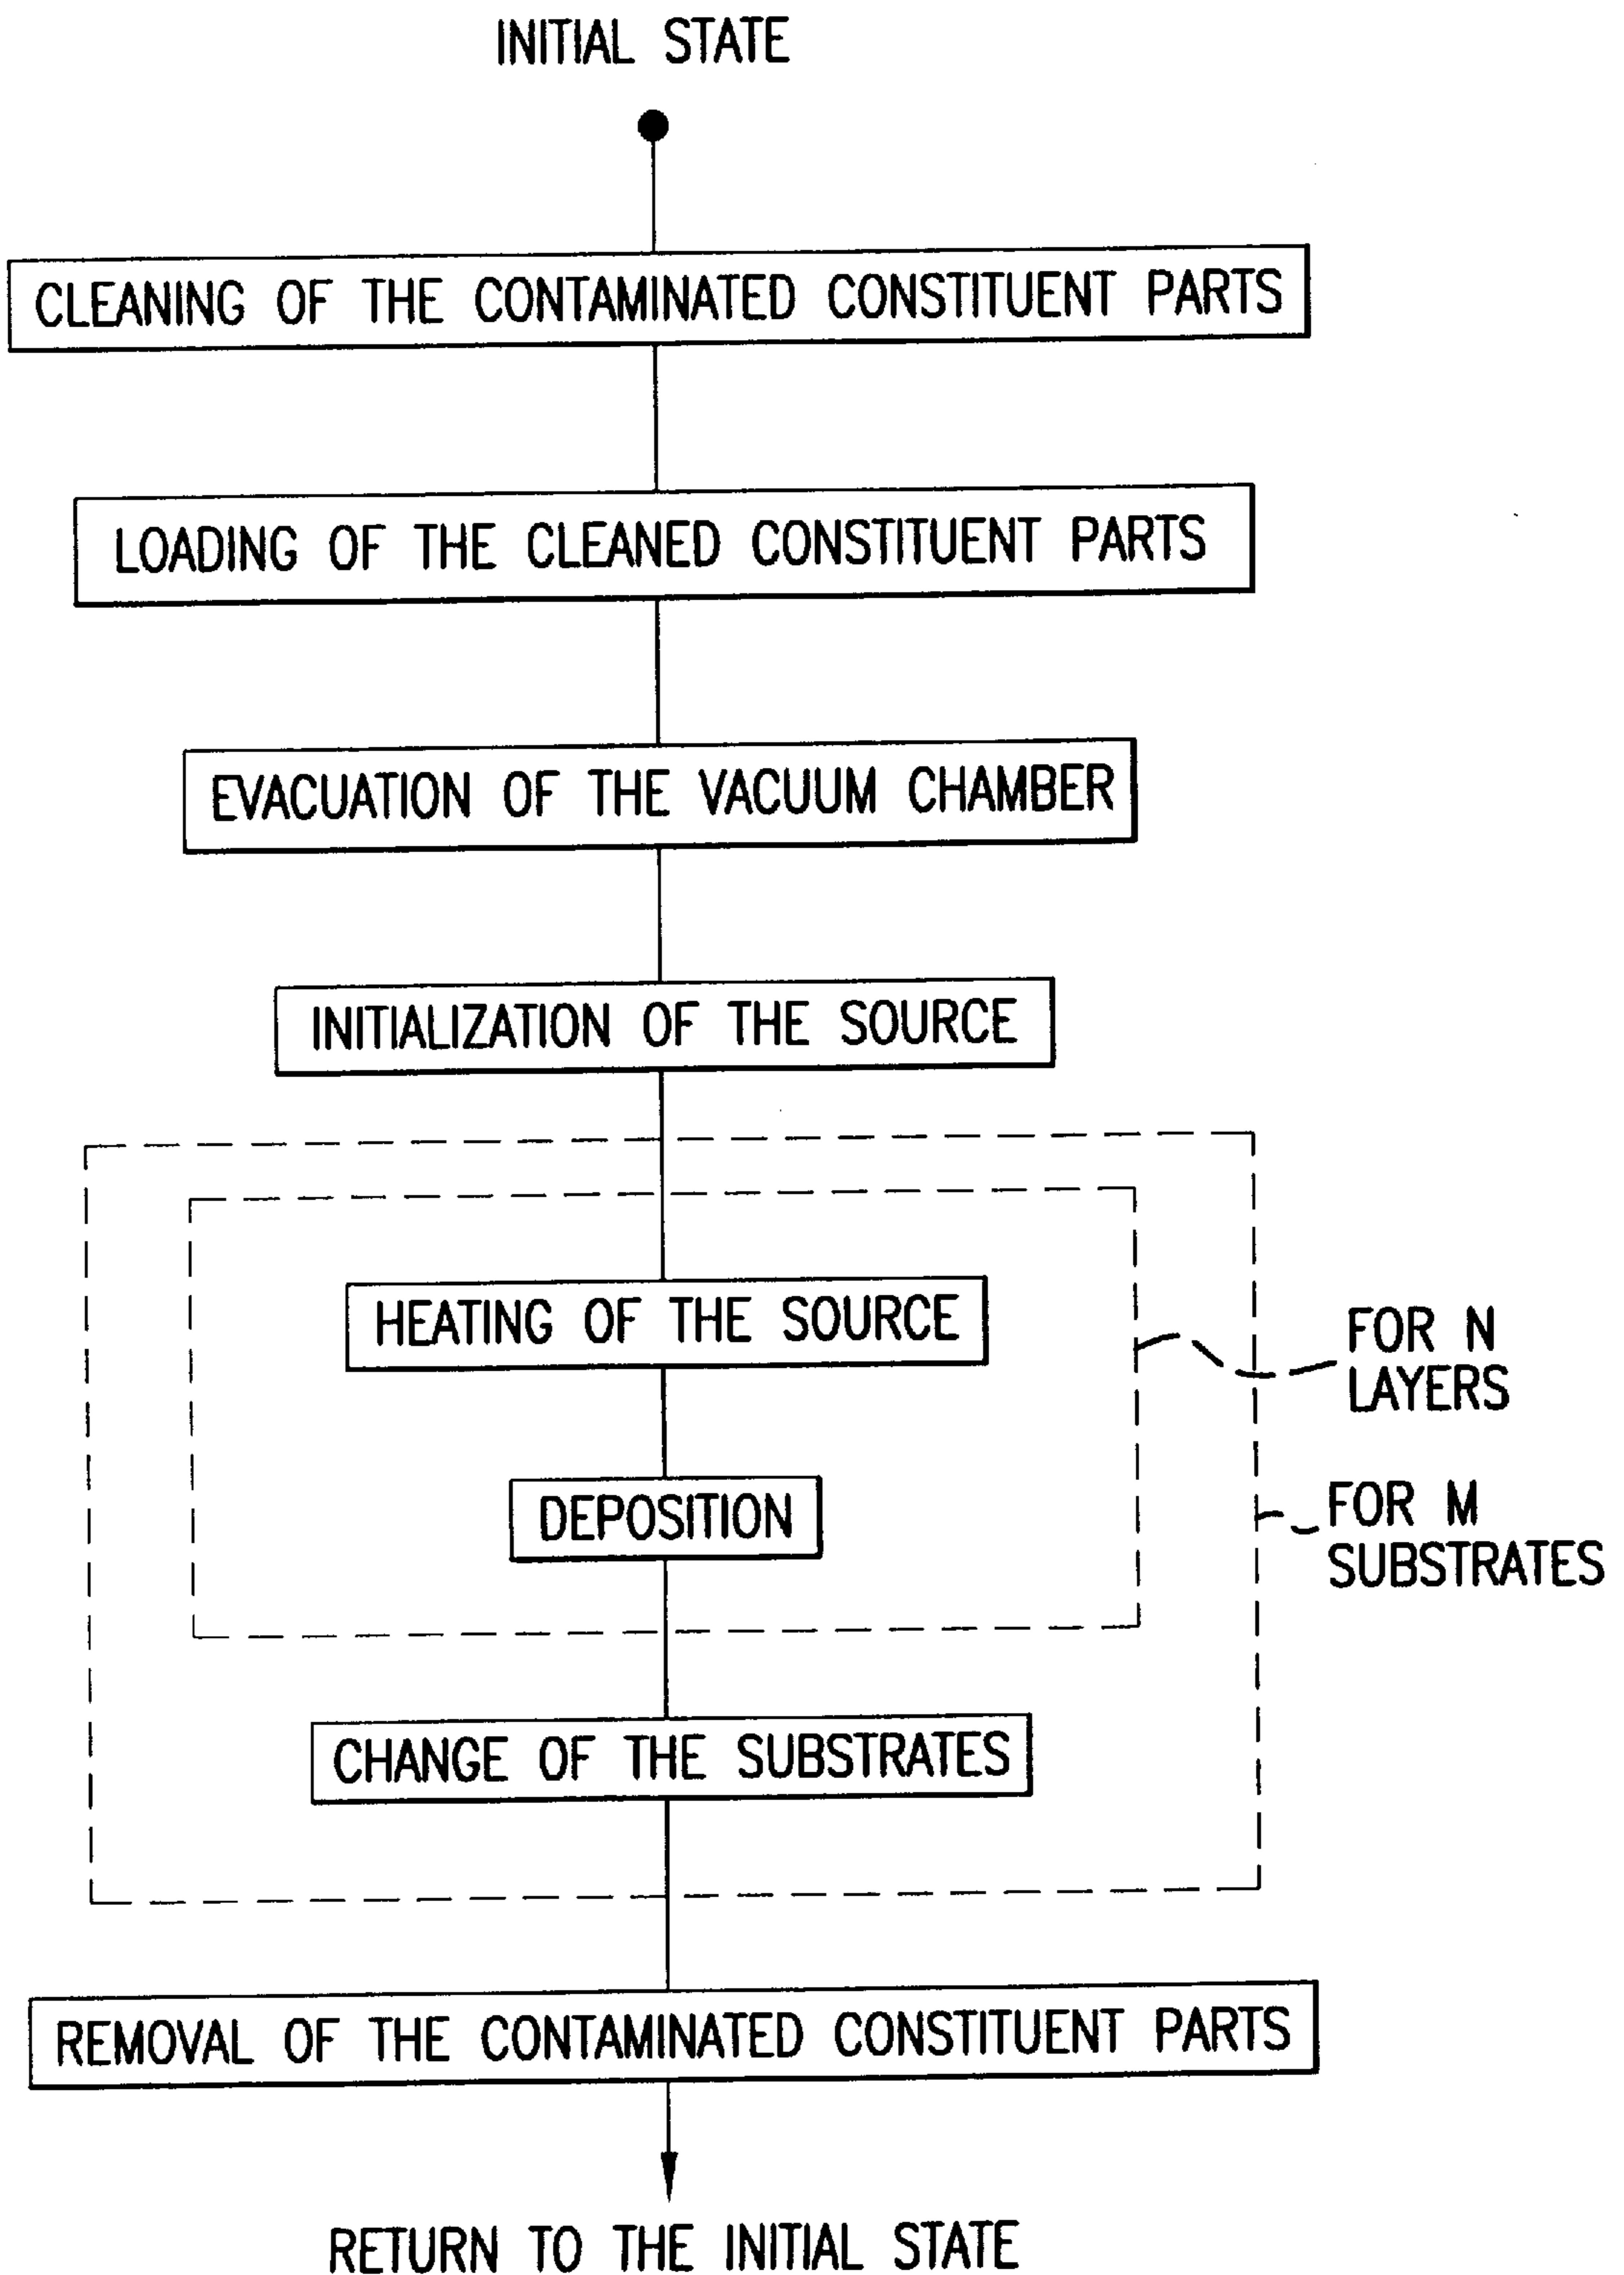 INITIAL STATE
CLEANING OF THE CONTAMINATED CONSTITUENT PARTS
LOADING OF THE CLEANED CONSTITUENT PARTS
EVACUATION OF THE VACUUM CHAMBER
INITIALIZATION OF THE SOURCE
HEATING OF THE SOURCE
FOR N
LAYERS
DEPOSITION
FOR M
SUBSTRATES
CHANGE OF THE SUBSTRATES
REMOVAL OF THE CONTAMINATED CONSTITUENT PARTS
RETURN TO THE INITIAL STATE